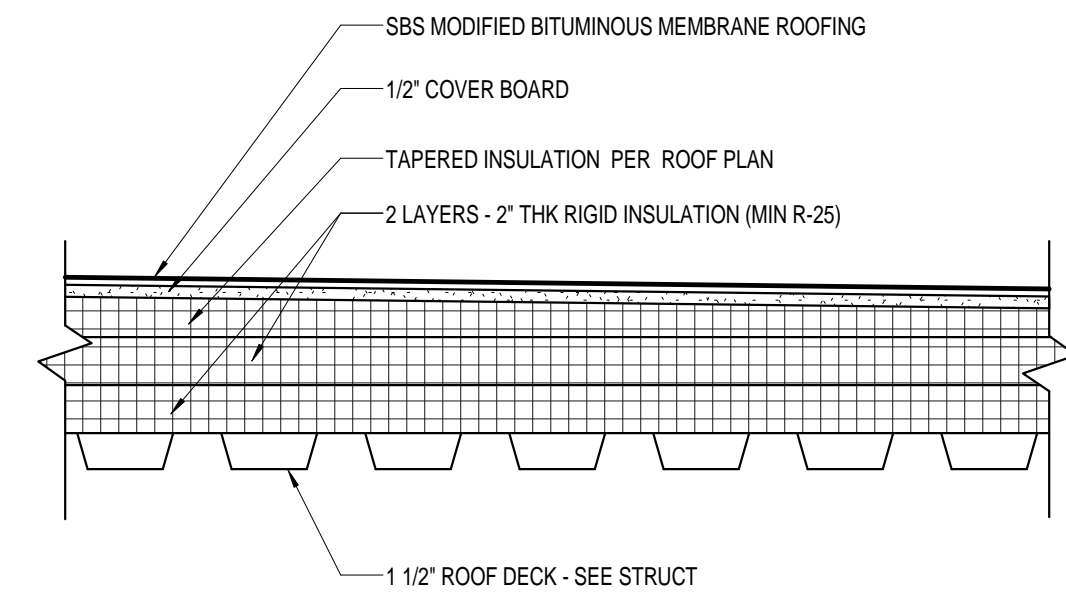 SBS MODIFIED BITUMINOUS MEMBRANE ROOFING
1/2" COVER BOARD
TAPERED INSULATION PER ROOF PLAN
2 LAYERS - 2" THK RIGID INSULATION (MIN R-25)
1 1/2" ROOF DECK - SEE STRUCT